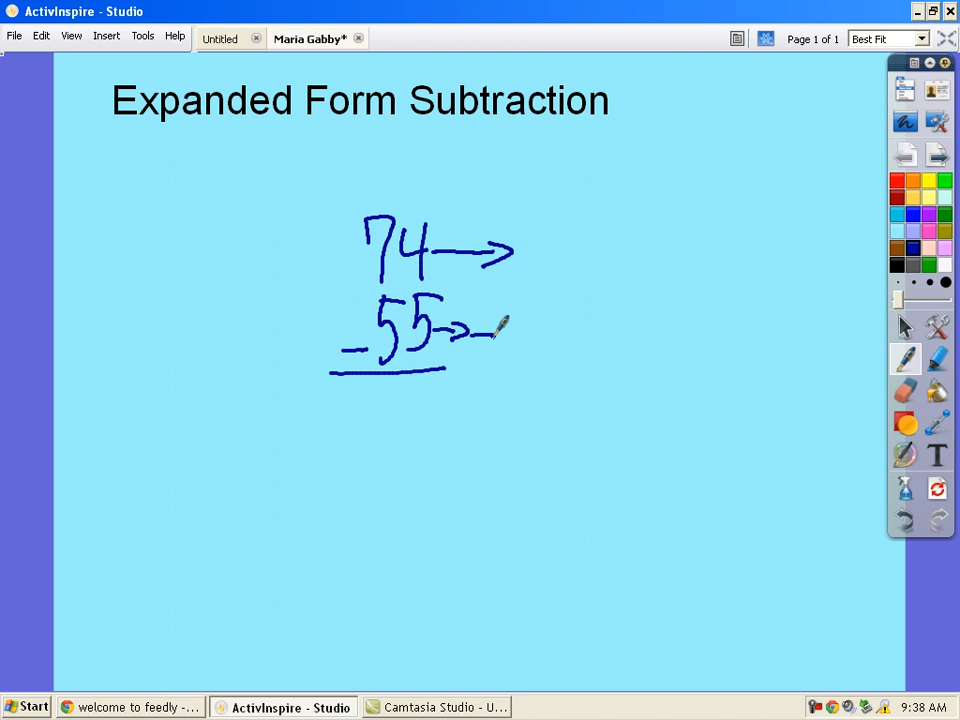 ActivInspire - Studio
File Edit View Insert Tools Help Untitled Maria Gabby* Page 1 of 1 Best Fit
Expanded Form Subtraction
74→
-55→-
Start welcome to feedly -... ActivInspire - Studio Camtasia Studio - U... 9:38 AM